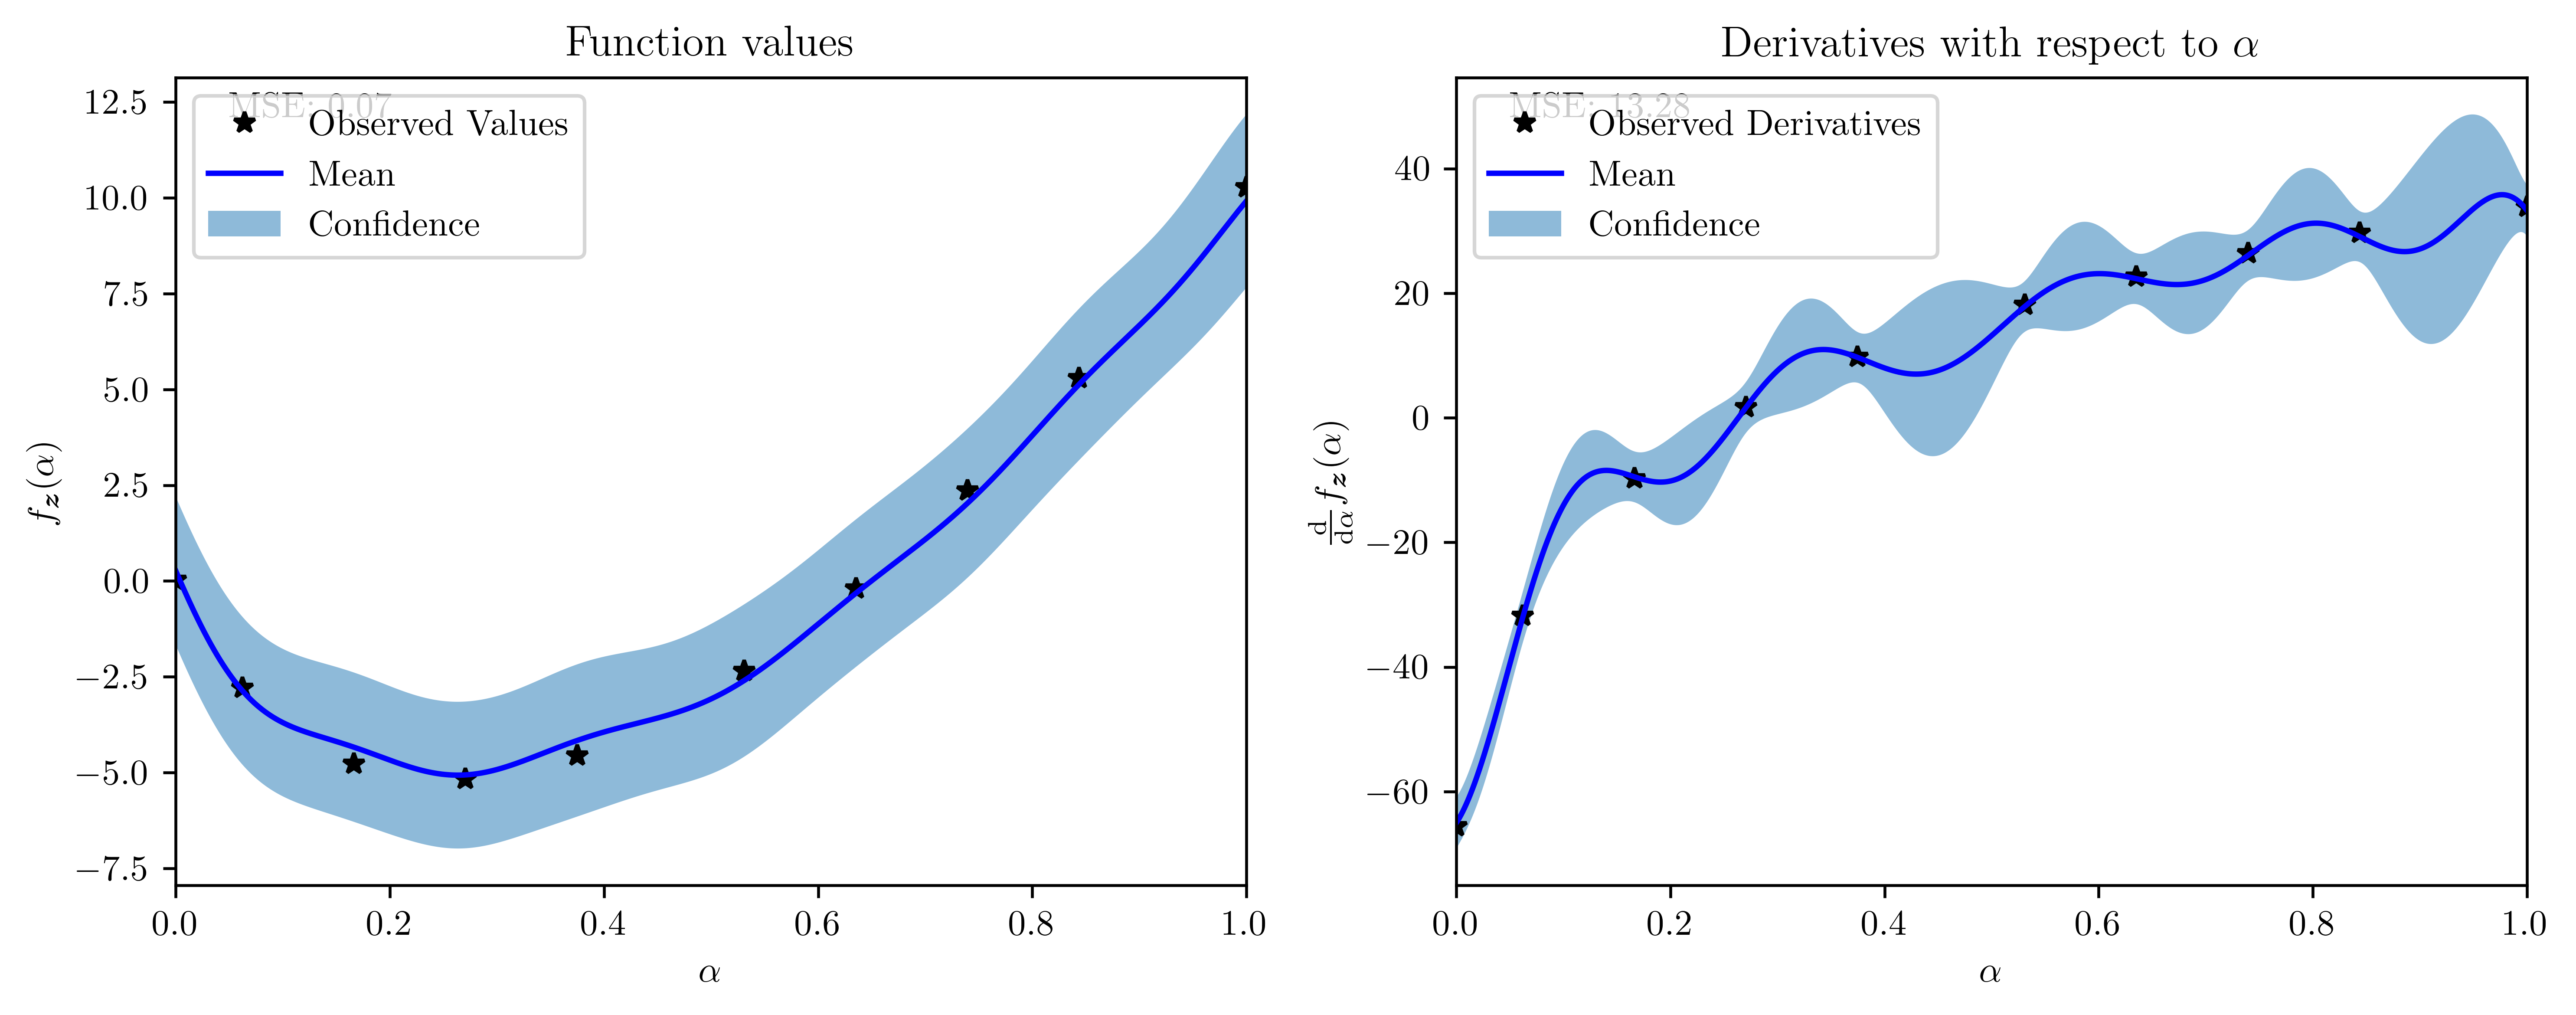 Function values
MSE: 0.07
Observed Values
Mean
Confidence
12.5
10.0
7.5
5.0
2.5
0.0
−2.5
−5.0
−7.5
f_z(α)
0.0 0.2 0.4 0.6 0.8 1.0
α
Derivatives with respect to α
MSE: 13.28
Observed Derivatives
Mean
Confidence
40
20
0
−20
−40
−60
d/dα f_z(α)
0.0 0.2 0.4 0.6 0.8 1.0
α